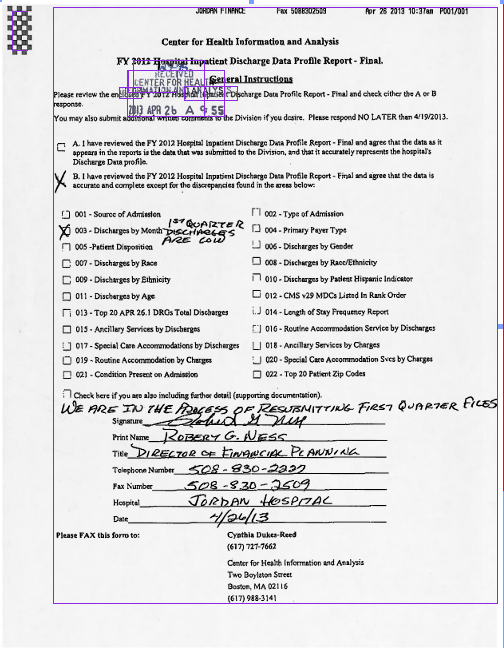 JORDAN FINANCE Fax 5088302509 Apr 26 2013 10:37am P001/001
Center for Health Information and Analysis
FY 2012 Hospital Inpatient Discharge Data Profile Report - Final.
General Instructions
RECEIVED
CENTER FOR HEALTH
INFORMATION AND ANALYSIS
2013 APR 26 A 9 55
Please review the enclosed FY 2012 Hospital Inpatient Discharge Data Profile Report - Final and check either the A or B
response.
You may also submit additional written comments to the Division if you desire. Please respond NO LATER than 4/19/2013.
A. I have reviewed the FY 2012 Hospital Inpatient Discharge Data Profile Report - Final and agree that the data as it
appears in the reports is the data that was submitted to the Division, and that it accurately represents the hospital's
Discharge Data profile.
X B. I have reviewed the FY 2012 Hospital Inpatient Discharge Data Profile Report - Final and agree that the data is
accurate and complete except for the discrepancies found in the areas below:
001 - Source of Admission
002 - Type of Admission
X 003 - Discharges by Month 1ST QUARTER DISCHARGES ARE LOW
004 - Primary Payer Type
005 -Patient Disposition
006 - Discharges by Gender
007 - Discharges by Race
008 - Discharges by Race/Ethnicity
009 - Discharges by Ethnicity
010 - Discharges by Patient Hispanic Indicator
011 - Discharges by Age
012 - CMS v29 MDCs Listed In Rank Order
013 - Top 20 APR 26.1 DRGs Total Discharges
014 - Length of Stay Frequency Report
015 - Ancillary Services by Discharges
016 - Routine Accommodation Service by Discharges
017 - Special Care Accommodations by Discharges
018 - Ancillary Services by Charges
019 - Routine Accommodation by Charges
020 - Special Care Accommodation Svcs by Charges
021 - Condition Present on Admission
022 - Top 20 Patient Zip Codes
Check here if you are also including further detail (supporting documentation).
WE ARE IN THE PROCESS OF RESUBMITTING FIRST QUARTER FILES
Signature
Print Name ROBERT G. NESS
Title DIRECTOR OF FINANCIAL PLANNING
Telephone Number 508-830-2227
Fax Number 508-830-2509
Hospital JORDAN HOSPITAL
Date 4/26/13
Please FAX this form to: Cynthia Dukes-Reed
(617) 727-7662
Center for Health Information and Analysis
Two Boylston Street
Boston, MA 02116
(617) 988-3141